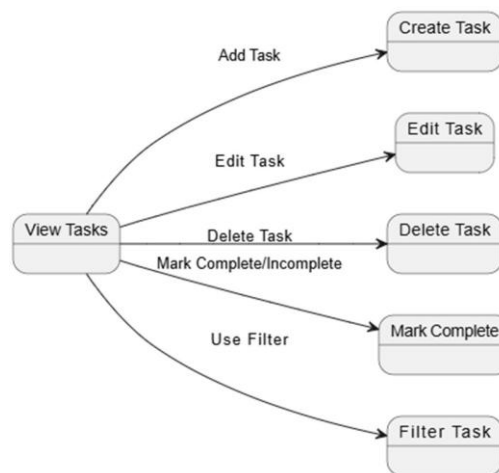 Create Task
Add Task
Edit Task
Edit Task
View Tasks
Delete Task
Delete Task
Mark Complete/Incomplete
Mark Complete
Use Filter
Filter Task